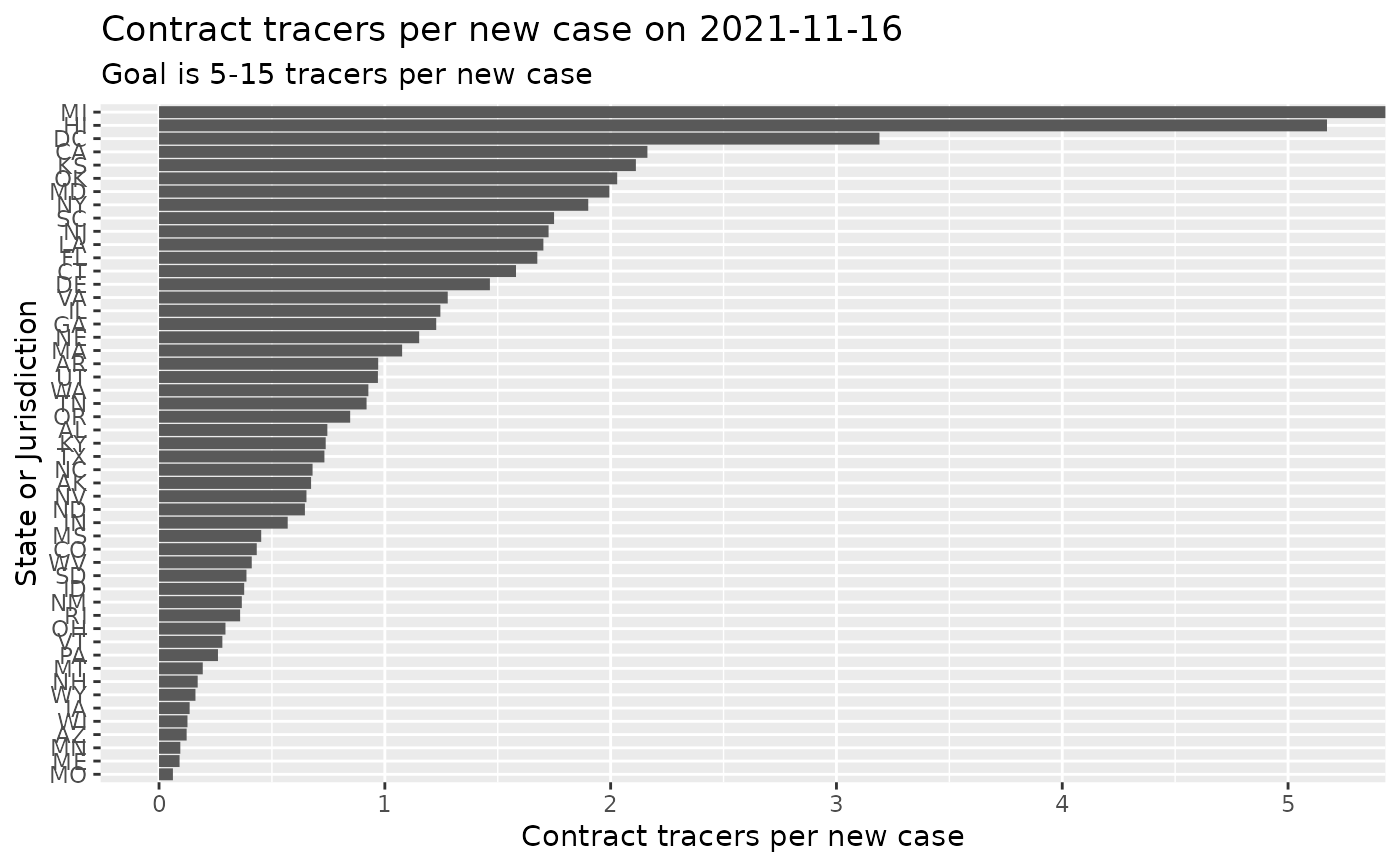 Contract tracers per new case on 2021-11-16
Goal is 5-15 tracers per new case
State or Jurisdiction
MI
HI
DC
CA
KS
OK
MD
NY
SC
NJ
LA
FL
CT
DE
VA
IL
GA
NE
MA
AR
UT
WA
TN
OR
AL
KY
TX
NC
AK
NV
ND
IN
MS
CO
WV
SD
ID
NM
RI
OH
VT
PA
MT
NH
WY
IA
WI
AZ
MN
ME
MO
0 1 2 3 4 5
Contract tracers per new case